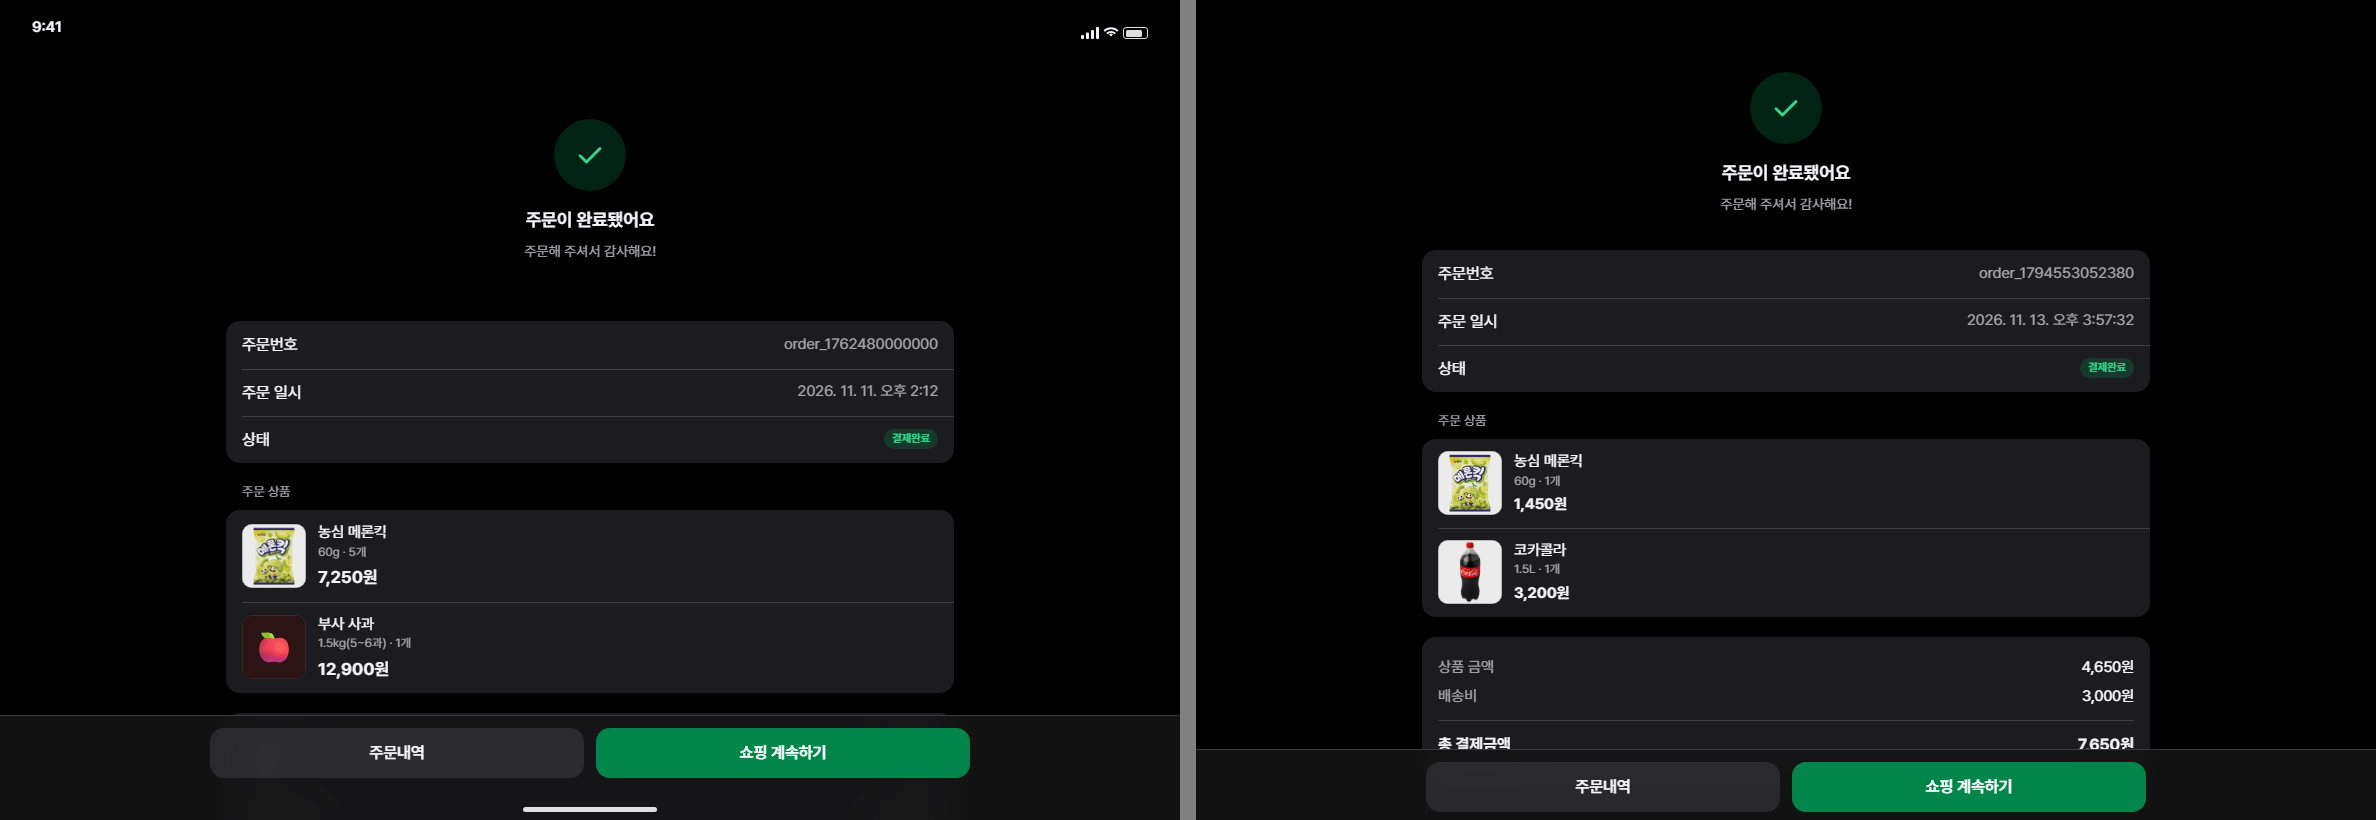 9:41
주문이 완료됐어요
주문해 주셔서 감사해요!
주문번호 order_1762480000000
주문 일시 2026. 11. 11. 오후 2:12
상태 결제완료
주문 상품
농심 메론킥
60g · 5개
7,250원
부사 사과
1.5kg(5~6과) · 1개
12,900원
주문내역 쇼핑 계속하기
주문이 완료됐어요
주문해 주셔서 감사해요!
주문번호 order_1794553052380
주문 일시 2026. 11. 13. 오후 3:57:32
상태 결제완료
주문 상품
메론킥
농심 메론킥
60g · 1개
1,450원
코카콜라
1.5L · 1개
3,200원
상품 금액 4,650원
배송비 3,000원
총 결제금액 7,650원
주문내역 쇼핑 계속하기